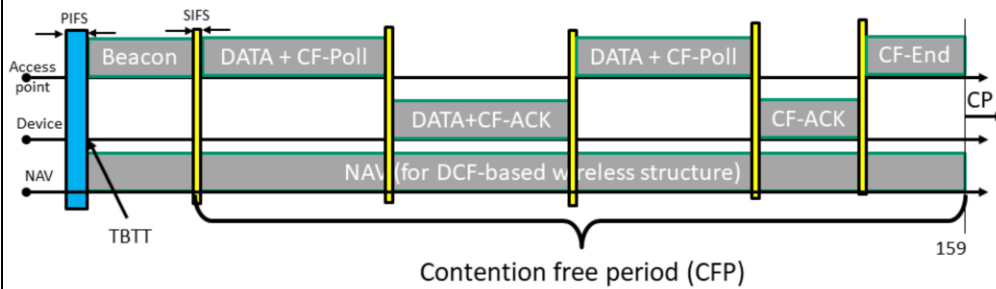 PIFS
SIFS
Beacon
DATA + CF-Poll
DATA + CF-Poll
CF-End
Access
point
CP
DATA+CF-ACK
CF-ACK
Device
NAV
NAV (for DCF-based wireless structure)
TBTT
159
Contention free period (CFP)